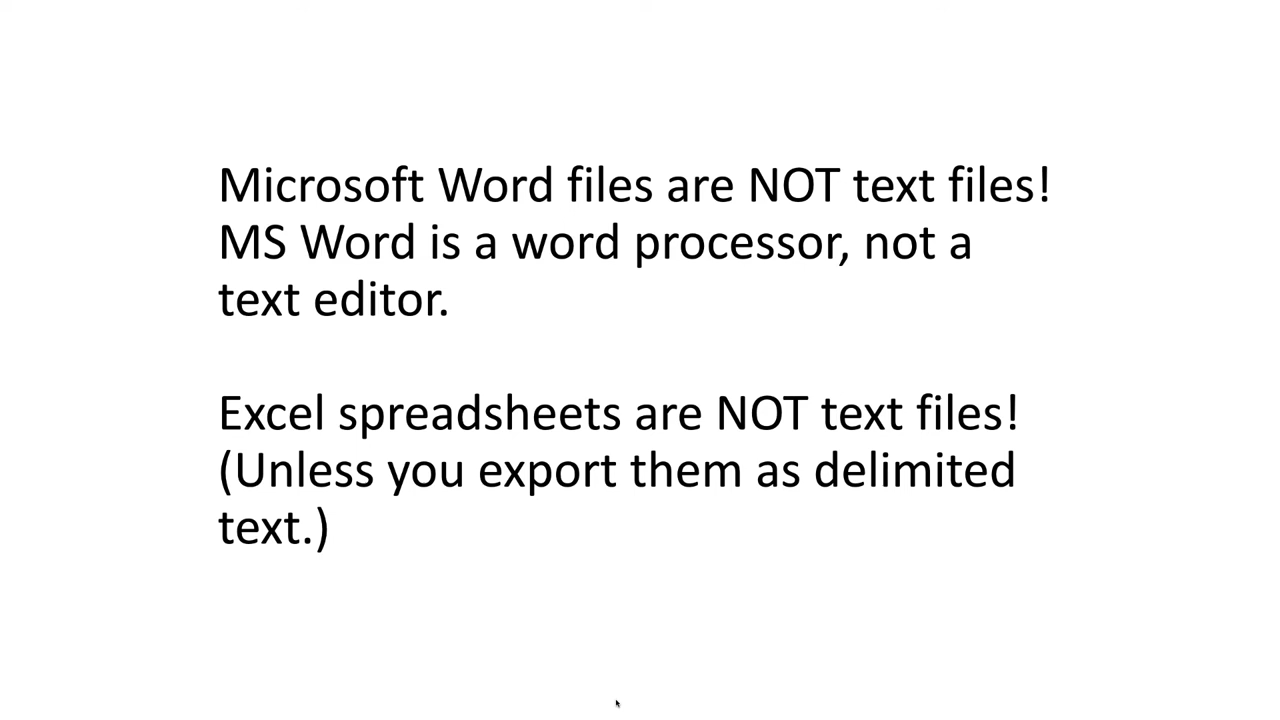 Microsoft Word files are NOT text files!
MS Word is a word processor, not a
text editor.
Excel spreadsheets are NOT text files!
(Unless you export them as delimited
text.)